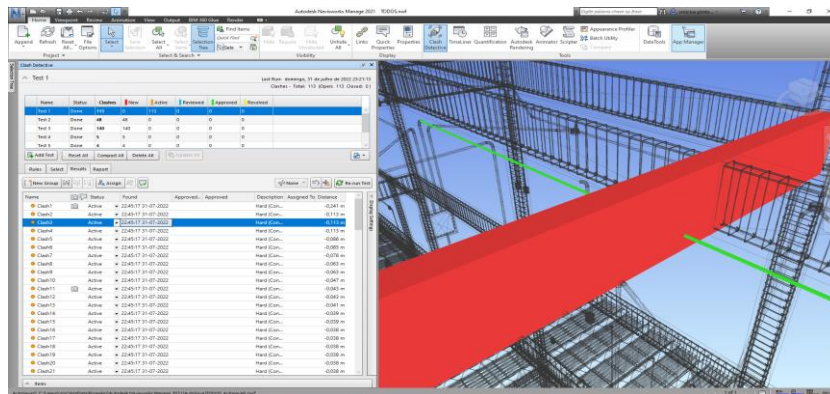 Autodesk Navisworks Manage 2021 TODOS.nwf
Home Viewpoint Review Animation View Output BIM 360 Glue Render
Append Refresh Reset All... File Options Select Save Selection Select All Selection Tree Find Items Quick Find Sets Hide Require Hide Unselected Unhide All Links Quick Properties Properties Clash Detective TimeLiner Quantification Autodesk Rendering Animator Scripter Appearance Profiler Batch Utility Compare DataTools App Manager
Project Select & Search Visibility Display Tools
Selection Tree
Clash Detective
Test 1
Last Run: domingo, 31 de julho de 2022 23:21:13
Clashes - Total: 113 (Open: 113 Closed: 0)
Name Status Clashes New Active Reviewed Approved Resolved
Test 1 Done 113 0 113 0 0 0
Test 2 Done 48 48 0 0 0 0
Test 3 Done 140 140 0 0 0 0
Test 4 Done
Test 5 Done
Add Test Reset All Compact All Delete All Update All
Rules Select Results Report
New Group Assign None Re-run Test
Name Status Found Approved... Approved Description Assigned To Distance
Clash1 Active 22:45:17 31-07-2022 Hard (Con... -0,241 m
Clash2 Active 22:45:17 31-07-2022 Hard (Con... -0,113 m
Clash3 Active 22:45:17 31-07-2022 Hard (Con... -0,113 m
Clash4 Active 22:45:17 31-07-2022 Hard (Con... -0,113 m
Clash5 Active 22:45:17 31-07-2022 Hard (Con... -0,086 m
Clash6 Active 22:45:17 31-07-2022 Hard (Con... -0,085 m
Clash7 Active 22:45:17 31-07-2022 Hard (Con... -0,078 m
Clash8 Active 22:45:17 31-07-2022 Hard (Con... -0,063 m
Clash9 Active 22:45:17 31-07-2022 Hard (Con... -0,063 m
Clash10 Active 22:45:17 31-07-2022 Hard (Con... -0,047 m
Clash11 Active 22:45:17 31-07-2022 Hard (Con... -0,043 m
Clash12 Active 22:45:17 31-07-2022 Hard (Con... -0,043 m
Clash13 Active 22:45:17 31-07-2022 Hard (Con... -0,041 m
Clash14 Active 22:45:17 31-07-2022 Hard (Con... -0,039 m
Clash15 Active 22:45:17 31-07-2022 Hard (Con... -0,039 m
Clash16 Active 22:45:17 31-07-2022 Hard (Con... -0,038 m
Clash17 Active 22:45:17 31-07-2022 Hard (Con... -0,038 m
Clash18 Active 22:45:17 31-07-2022 Hard (Con... -0,038 m
Clash19 Active 22:45:17 31-07-2022 Hard (Con... -0,038 m
Clash20 Active 22:45:17 31-07-2022 Hard (Con... -0,038 m
Clash21 Active 22:45:17 31-07-2022 Hard (Con... -0,038 m
Display Settings
Items
1 of 1